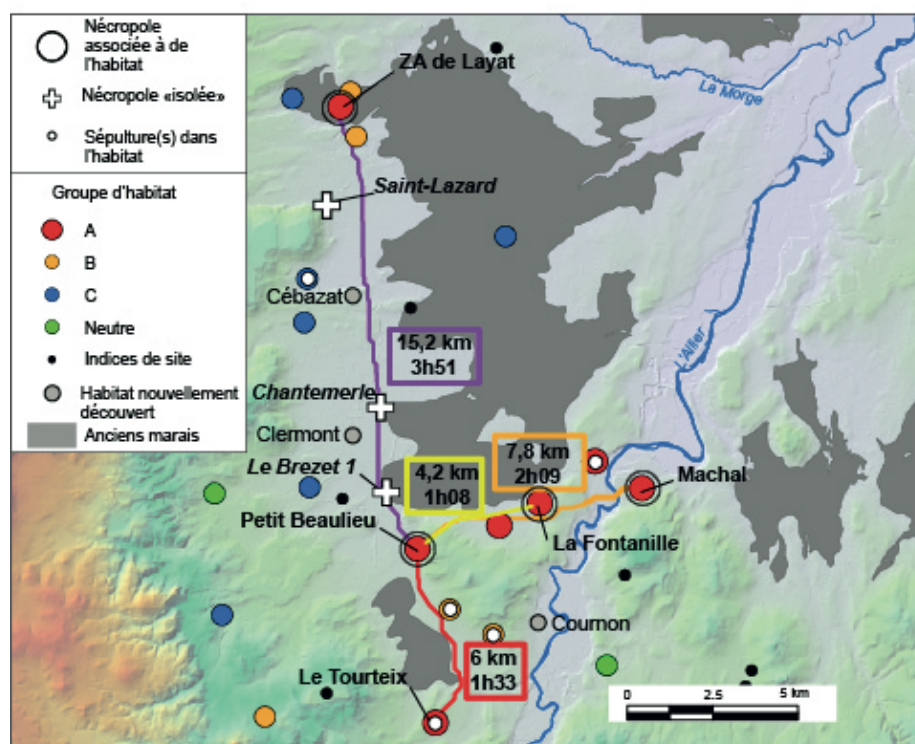 Nécropole
associée à de
l'habitat
Nécropole «isolée»
Sépulture(s) dans
l'habitat
Groupe d'habitat
A
B
C
Neutre
Indices de site
Habitat nouvellement
découvert
Anciens marais
ZA de Layat
La Morge
Saint-Lazard
Cébazat
15,2 km
3h51
L'Allier
Chantemerle
Clermont
Le Brezet 1
4,2 km
1h08
7,8 km
2h09
Machal
Petit Beaulieu
La Fontanille
Cournon
6 km
1h33
Le Tourteix
0 2.5 5 km